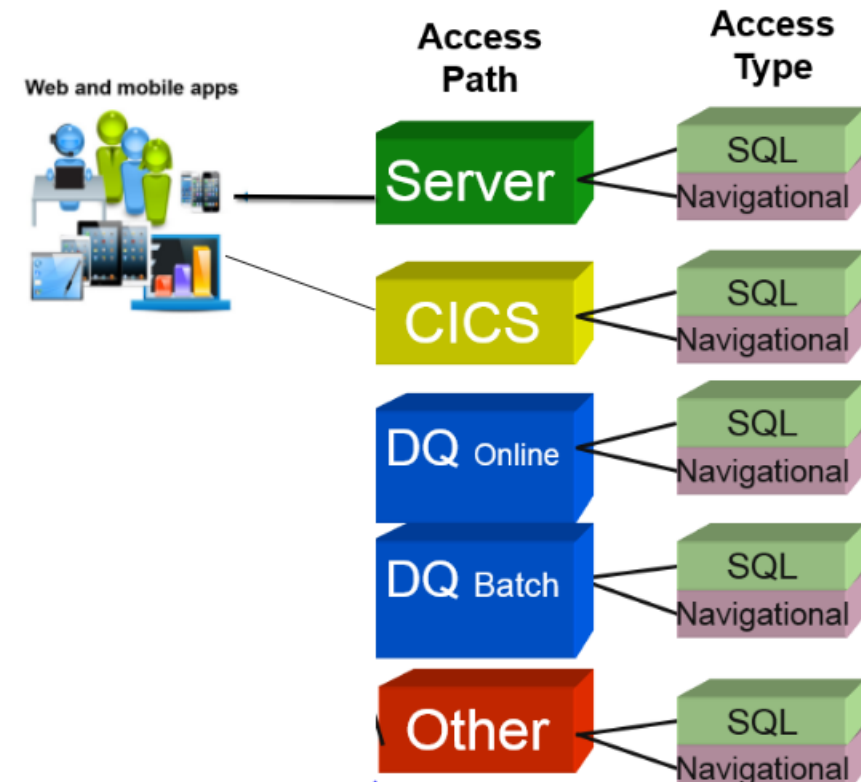 Access
Path
Access
Type
Web and mobile apps
Server
SQL
Navigational
CICS
SQL
Navigational
DQ Online
SQL
Navigational
DQ Batch
SQL
Navigational
Other
SQL
Navigational